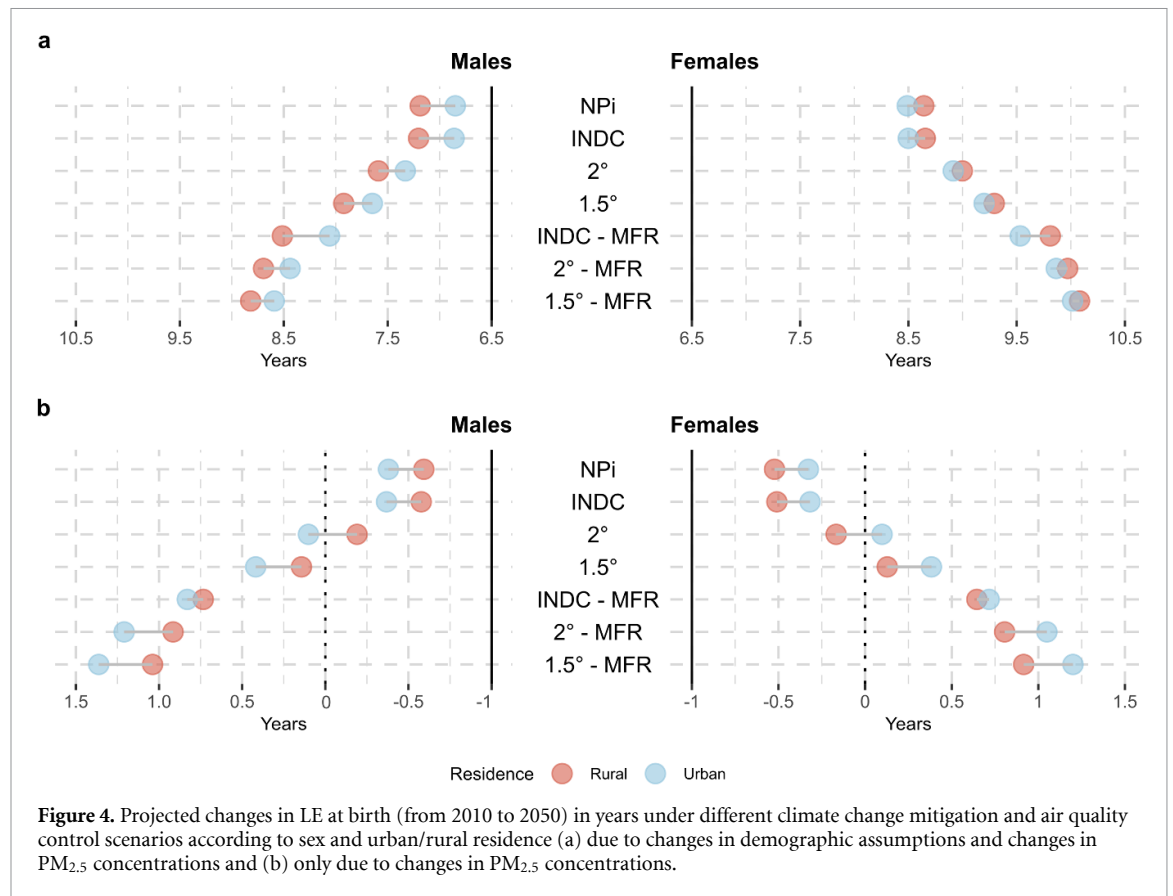 a
Males Females
NPi
INDC
2°
1.5°
INDC - MFR
2° - MFR
1.5° - MFR
10.5 9.5 8.5 7.5 6.5 6.5 7.5 8.5 9.5 10.5
Years Years
b
Males Females
NPi
INDC
2°
1.5°
INDC - MFR
2° - MFR
1.5° - MFR
1.5 1.0 0.5 0 -0.5 -1 -1 -0.5 0 0.5 1 1.5
Years Years
Residence Rural Urban
Figure 4. Projected changes in LE at birth (from 2010 to 2050) in years under different climate change mitigation and air quality
control scenarios according to sex and urban/rural residence (a) due to changes in demographic assumptions and changes in
PM2.5 concentrations and (b) only due to changes in PM2.5 concentrations.